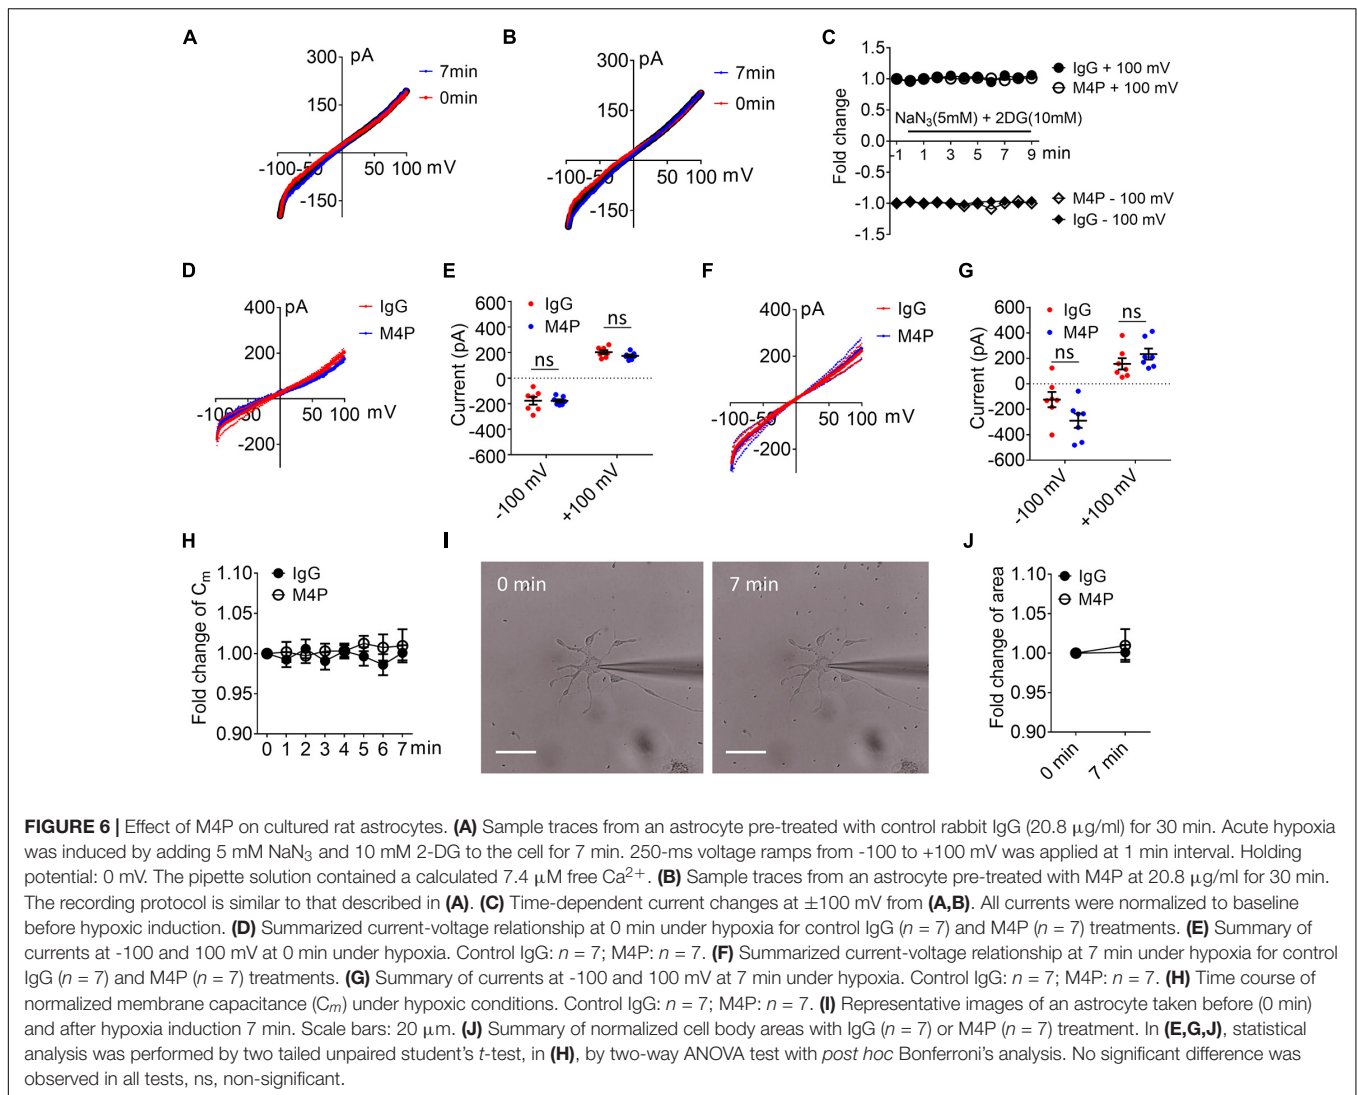 A
pA
300
150
-100
-50
50
100
mV
-150
7min
0min
B
pA
300
150
-100
-50
50
100
mV
-150
7min
0min
C
Fold change
1.5
1.0
0.5
0.0
-0.5
-1.0
-1.5
NaN3(5mM) + 2DG(10mM)
-1 1 3 5 7 9 min
IgG + 100 mV
M4P + 100 mV
M4P - 100 mV
IgG - 100 mV
D
pA
400
200
-100
-50
50
100
mV
-200
IgG
M4P
E
Current (pA)
600
400
200
0
-200
-400
-600
IgG
M4P
ns
ns
-100 mV
+100 mV
F
pA
400
200
-100
-50
50
100
mV
-200
IgG
M4P
G
Current (pA)
600
400
200
0
-200
-400
-600
IgG
M4P
ns
ns
-100 mV
+100 mV
H
Fold change of Cm
1.10
1.05
1.00
0.95
0.90
IgG
M4P
0 1 2 3 4 5 6 7 min
I
0 min
7 min
J
Fold change of area
1.10
1.05
1.00
0.95
0.90
IgG
M4P
0 min
7 min
FIGURE 6 | Effect of M4P on cultured rat astrocytes. (A) Sample traces from an astrocyte pre-treated with control rabbit IgG (20.8 μg/ml) for 30 min. Acute hypoxia
was induced by adding 5 mM NaN3 and 10 mM 2-DG to the cell for 7 min. 250-ms voltage ramps from -100 to +100 mV was applied at 1 min interval. Holding
potential: 0 mV. The pipette solution contained a calculated 7.4 μM free Ca2+. (B) Sample traces from an astrocyte pre-treated with M4P at 20.8 μg/ml for 30 min.
The recording protocol is similar to that described in (A). (C) Time-dependent current changes at ±100 mV from (A,B). All currents were normalized to baseline
before hypoxic induction. (D) Summarized current-voltage relationship at 0 min under hypoxia for control IgG (n = 7) and M4P (n = 7) treatments. (E) Summary of
currents at -100 and 100 mV at 0 min under hypoxia. Control IgG: n = 7; M4P: n = 7. (F) Summarized current-voltage relationship at 7 min under hypoxia for control
IgG (n = 7) and M4P (n = 7) treatments. (G) Summary of currents at -100 and 100 mV at 7 min under hypoxia. Control IgG: n = 7; M4P: n = 7. (H) Time course of
normalized membrane capacitance (Cm) under hypoxic conditions. Control IgG: n = 7; M4P: n = 7. (I) Representative images of an astrocyte taken before (0 min)
and after hypoxia induction 7 min. Scale bars: 20 μm. (J) Summary of normalized cell body areas with IgG (n = 7) or M4P (n = 7) treatment. In (E,G,J), statistical
analysis was performed by two tailed unpaired student's t-test, in (H), by two-way ANOVA test with post hoc Bonferroni's analysis. No significant difference was
observed in all tests, ns, non-significant.